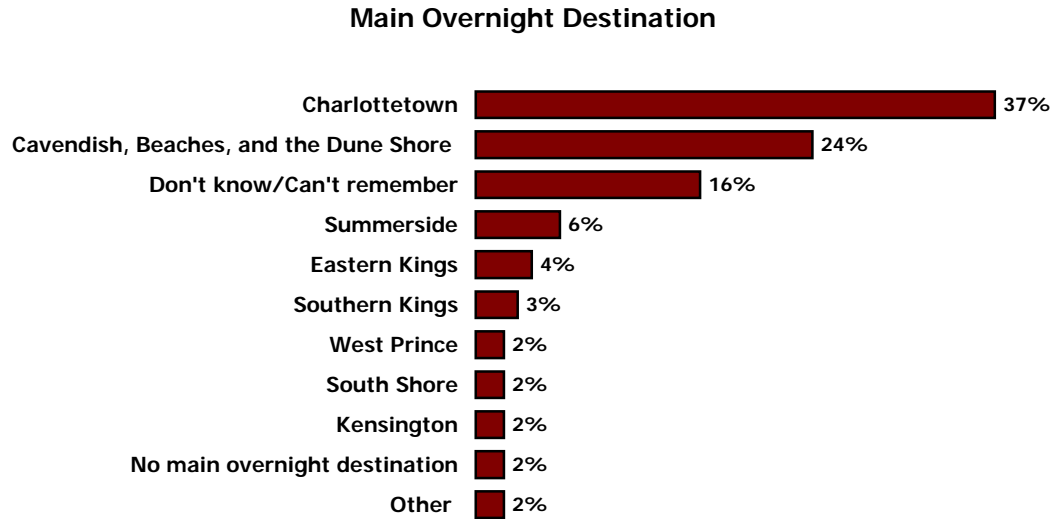 Main Overnight Destination
Charlottetown 37%
Cavendish, Beaches, and the Dune Shore 24%
Don't know/Can't remember 16%
Summerside 6%
Eastern Kings 4%
Southern Kings 3%
West Prince 2%
South Shore 2%
Kensington 2%
No main overnight destination 2%
Other 2%